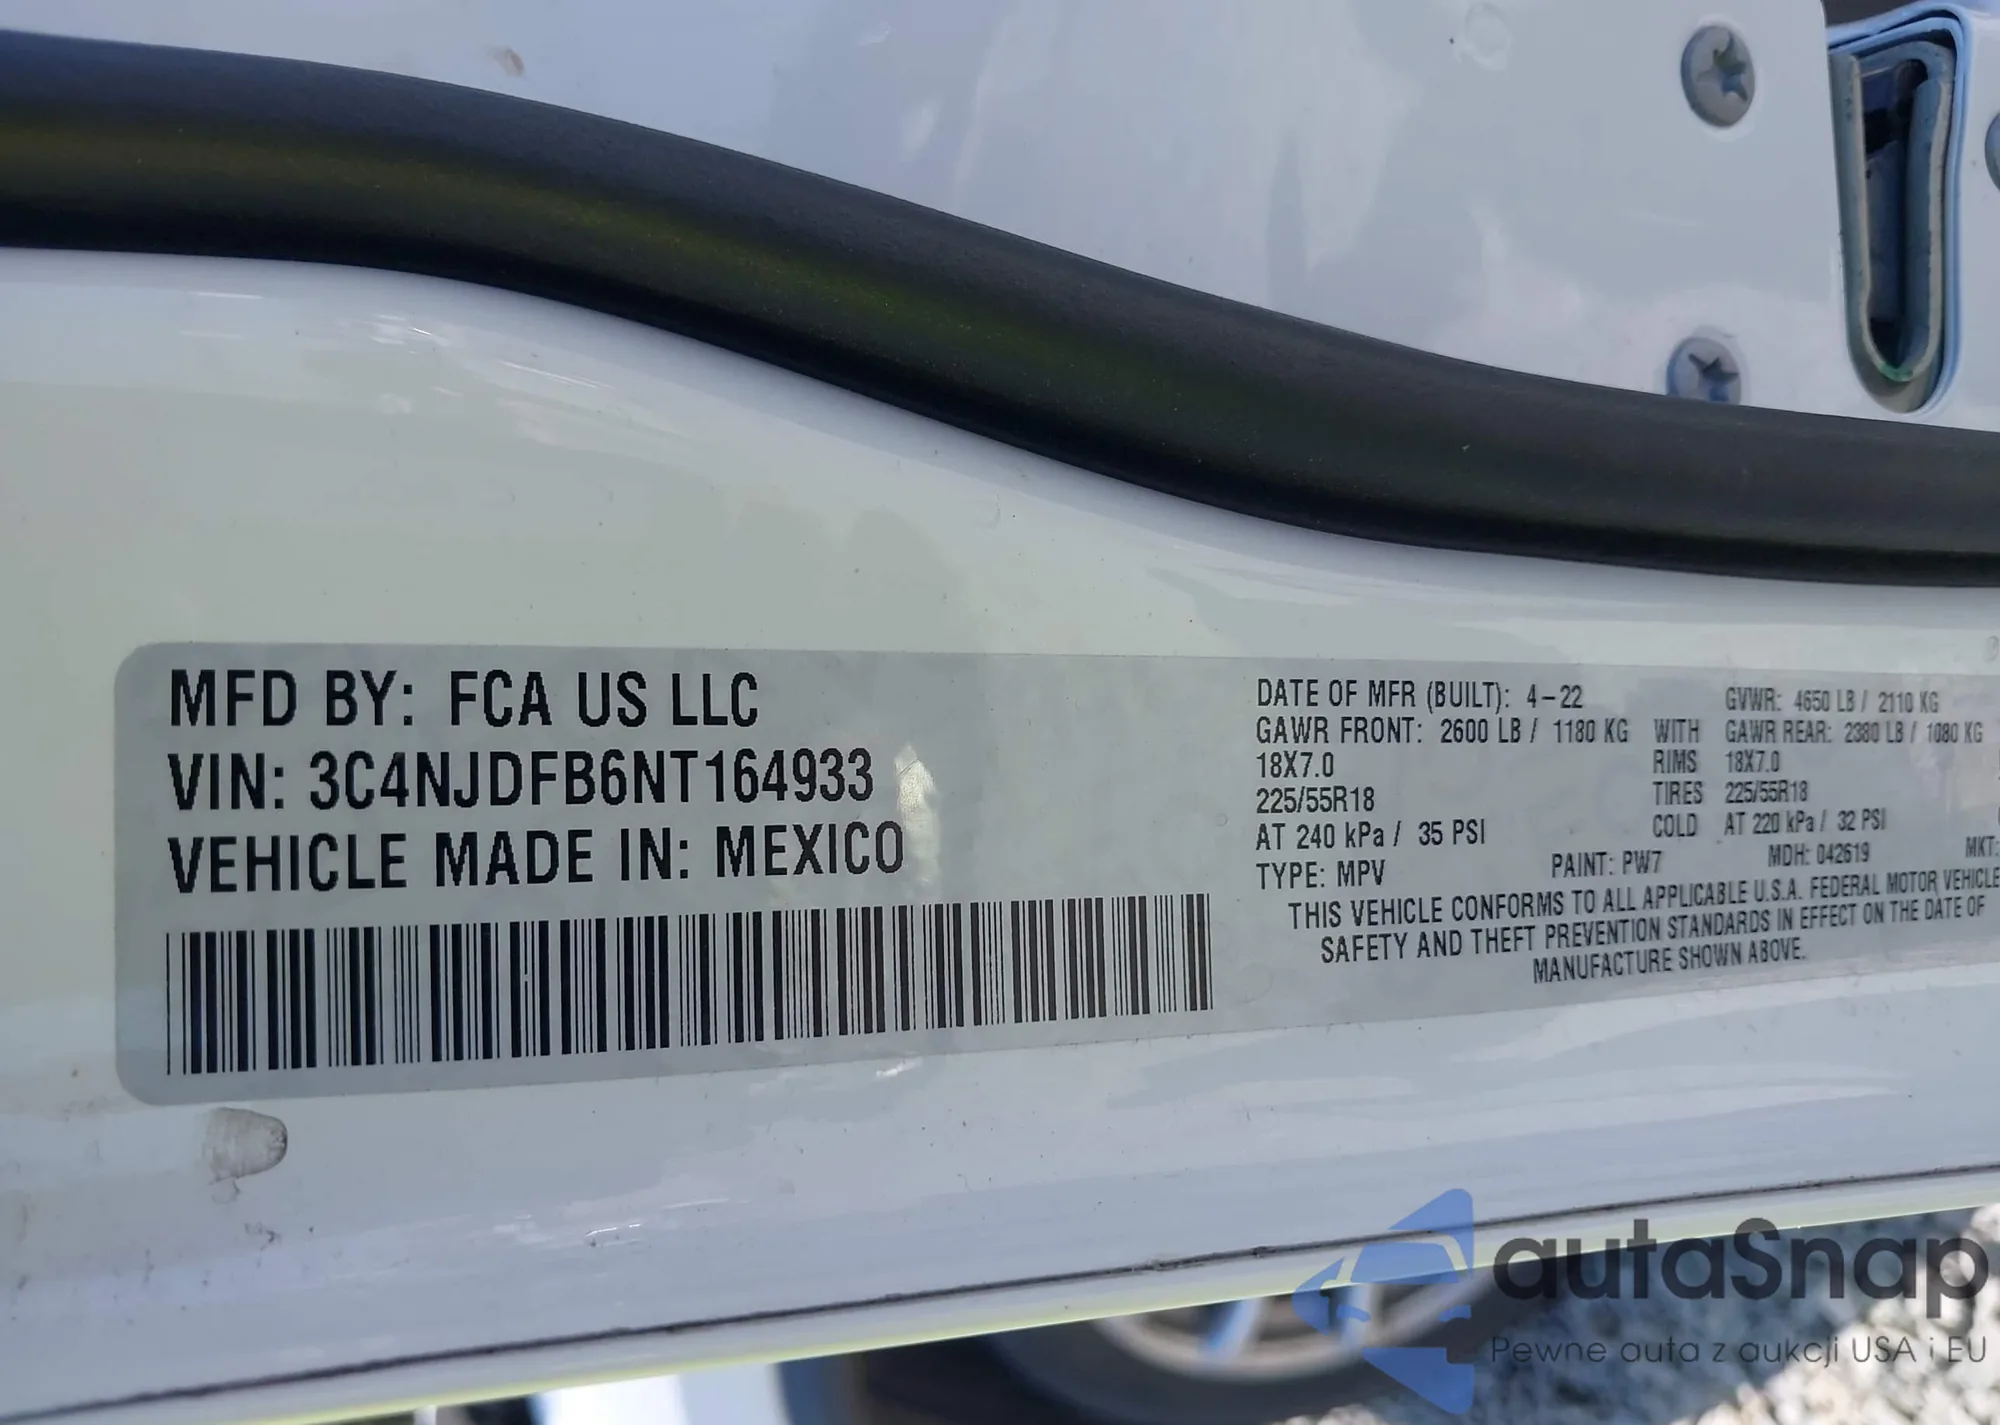 MFD BY: FCA US LLC
VIN: 3C4NJDFB6NT164933
VEHICLE MADE IN: MEXICO
DATE OF MFR (BUILT): 4-22 GVWR: 4650 LB / 2110 KG
GAWR FRONT: 2600 LB / 1180 KG WITH GAWR REAR: 2380 LB / 1080 KG
18X7.0 RIMS 18X7.0
225/55R18 TIRES 225/55R18
AT 240 kPa / 35 PSI COLD AT 220 kPa / 32 PSI
TYPE: MPV PAINT: PW7 MDH: 042619 MKT:
THIS VEHICLE CONFORMS TO ALL APPLICABLE U.S.A. FEDERAL MOTOR VEHICLE
SAFETY AND THEFT PREVENTION STANDARDS IN EFFECT ON THE DATE OF
MANUFACTURE SHOWN ABOVE.
autaSnap
Pewne auta z aukcji USA i EU